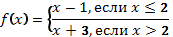 f(x) = {x − 1, если x ≤ 2
x + 3, если x > 2